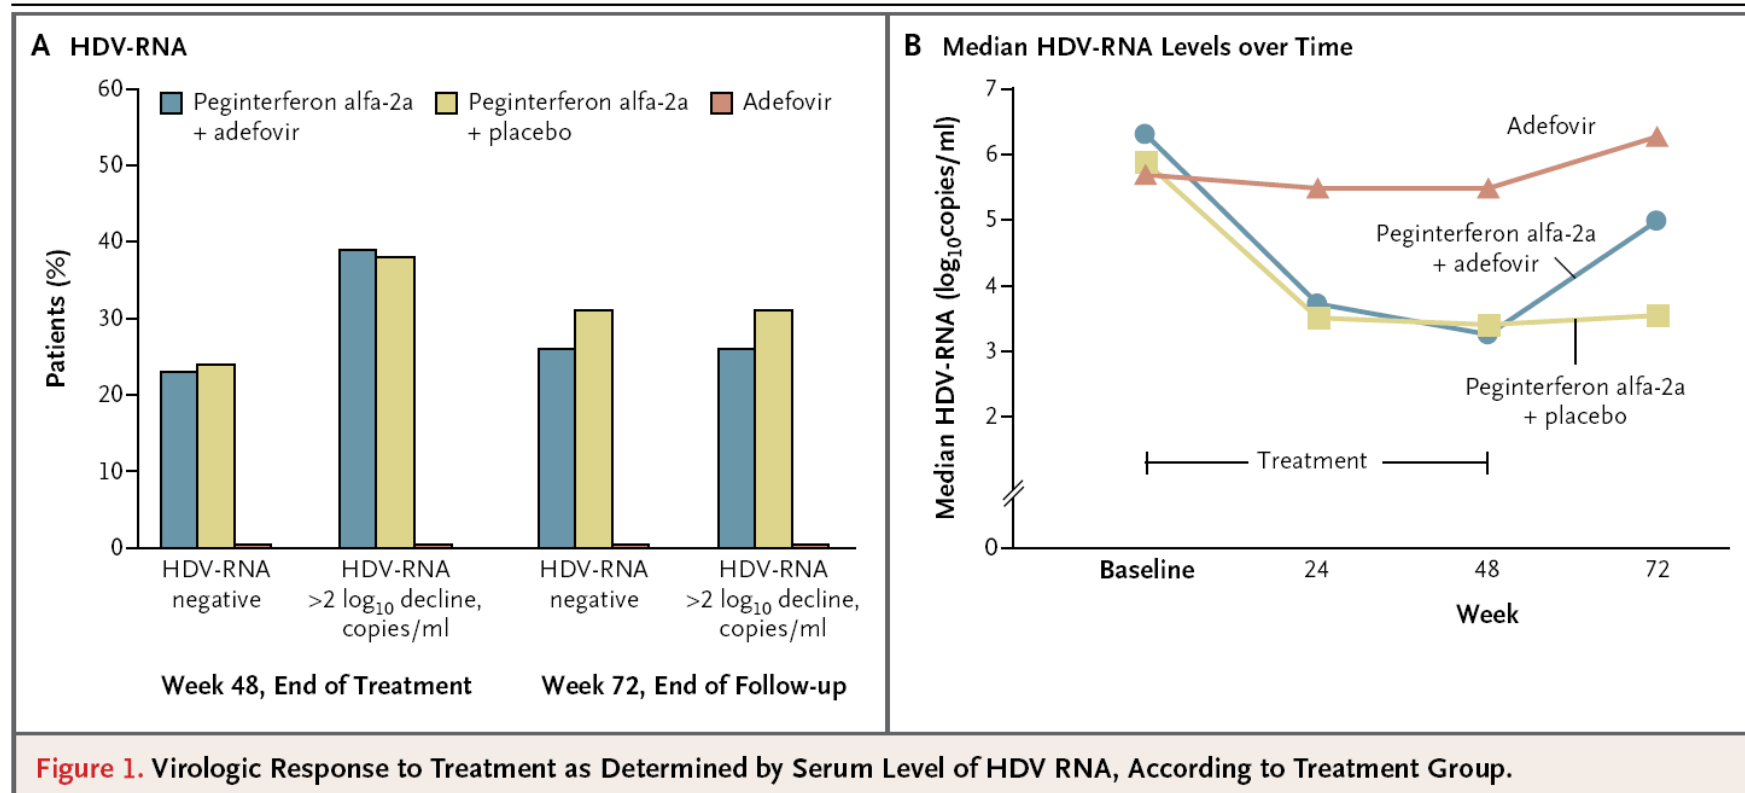 A HDV-RNA
60
50
40
30
20
10
0
Patients (%)
Peginterferon alfa-2a
+ adefovir
Peginterferon alfa-2a
+ placebo
Adefovir
HDV-RNA
negative
HDV-RNA
>2 log10 decline,
copies/ml
HDV-RNA
negative
HDV-RNA
>2 log10 decline,
copies/ml
Week 48, End of Treatment
Week 72, End of Follow-up
B Median HDV-RNA Levels over Time
7
6
5
4
3
2
0
Median HDV-RNA (log10copies/ml)
Adefovir
Peginterferon alfa-2a
+ adefovir
Peginterferon alfa-2a
+ placebo
Treatment
Baseline
24
48
72
Week
Figure 1. Virologic Response to Treatment as Determined by Serum Level of HDV RNA, According to Treatment Group.